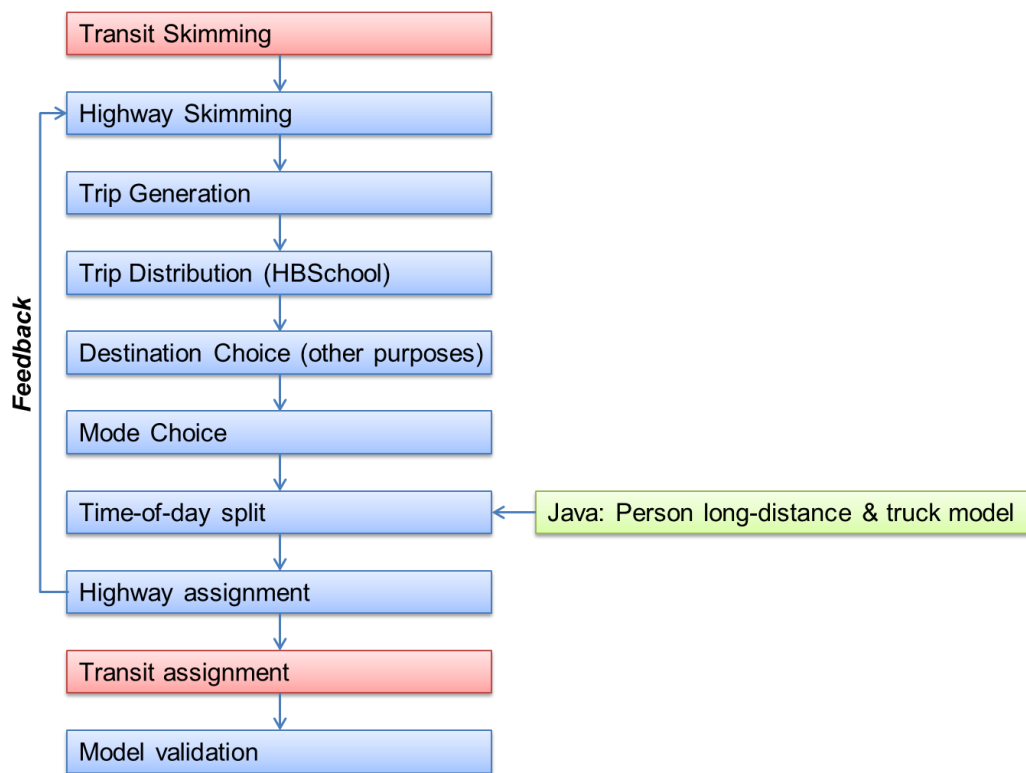 Transit Skimming
Highway Skimming
Trip Generation
Trip Distribution (HBSchool)
Destination Choice (other purposes)
Feedback
Mode Choice
Time-of-day split
Java: Person long-distance & truck model
Highway assignment
Transit assignment
Model validation